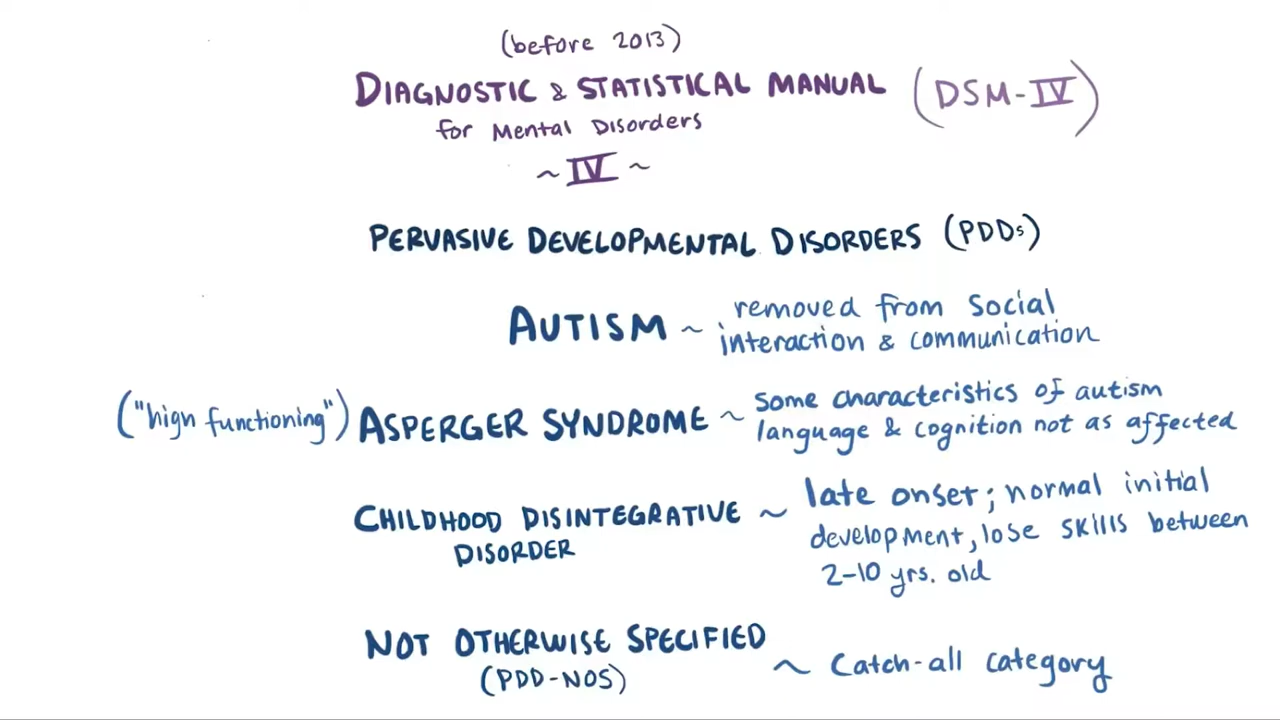 (before 2013)
DIAGNOSTIC & STATISTICAL MANUAL (DSM-IV)
for Mental Disorders
~ IV ~
PERVASIVE DEVELOPMENTAL DISORDERS (PDDs)
AUTISM ~ removed from social
interaction & communication
("high functioning") ASPERGER SYNDROME ~ some characteristics of autism
language & cognition not as affected
CHILDHOOD DISINTEGRATIVE ~ late onset; normal initial
DISORDER development, lose skills between
2-10 yrs. old
NOT OTHERWISE SPECIFIED
(PDD-NOS) ~ Catch-all category